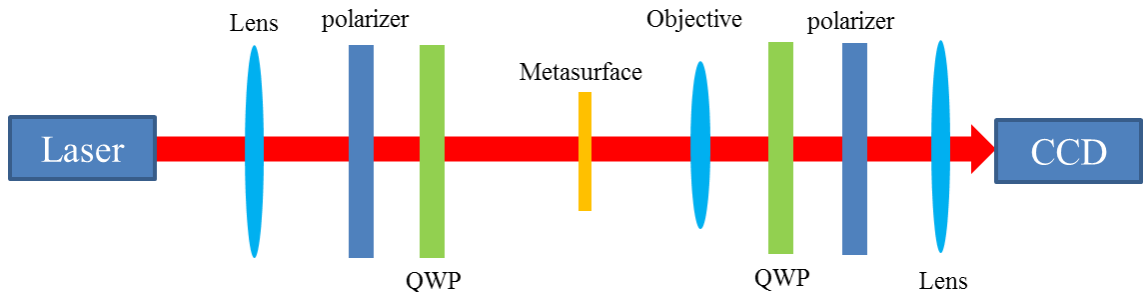 Lens
polarizer
Objective
polarizer
Metasurface
Laser
CCD
QWP
QWP
Lens